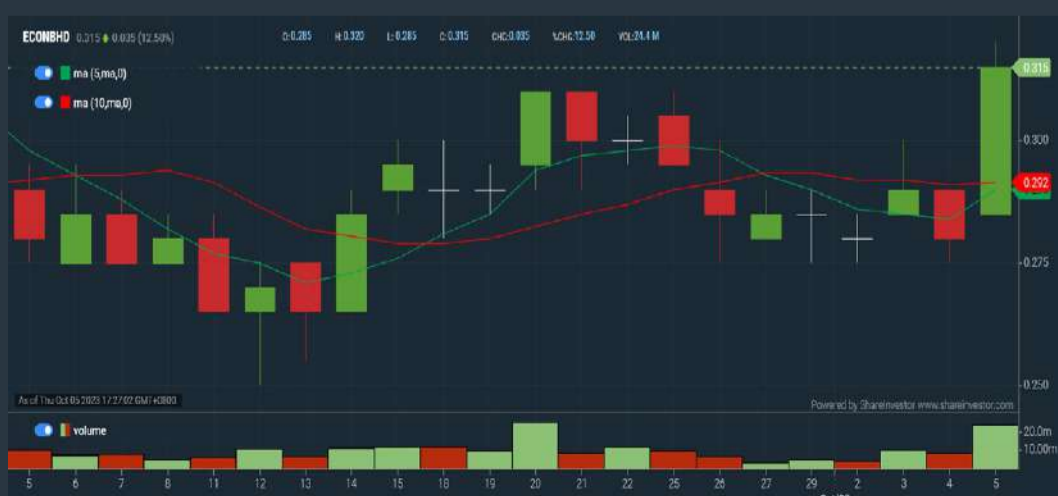 ECONBHD 0.315 0.035 (12.50%) O:0.285 H:0.320 L:0.285 C:0.315 CHG:0.035 %CHG:12.50 VOL:24.4 M
ma (5,ma,0)
ma (10,ma,0)
0.315
0.300
0.292
0.275
0.250
As of Thu Oct 05 2023 17:27:02 GMT+0800
Powered by ShareInvestor www.shareinvestor.com
volume
20.0m
10.00m
5 6 7 8 11 12 13 14 15 18 19 20 21 22 25 26 27 29 2 3 4 5